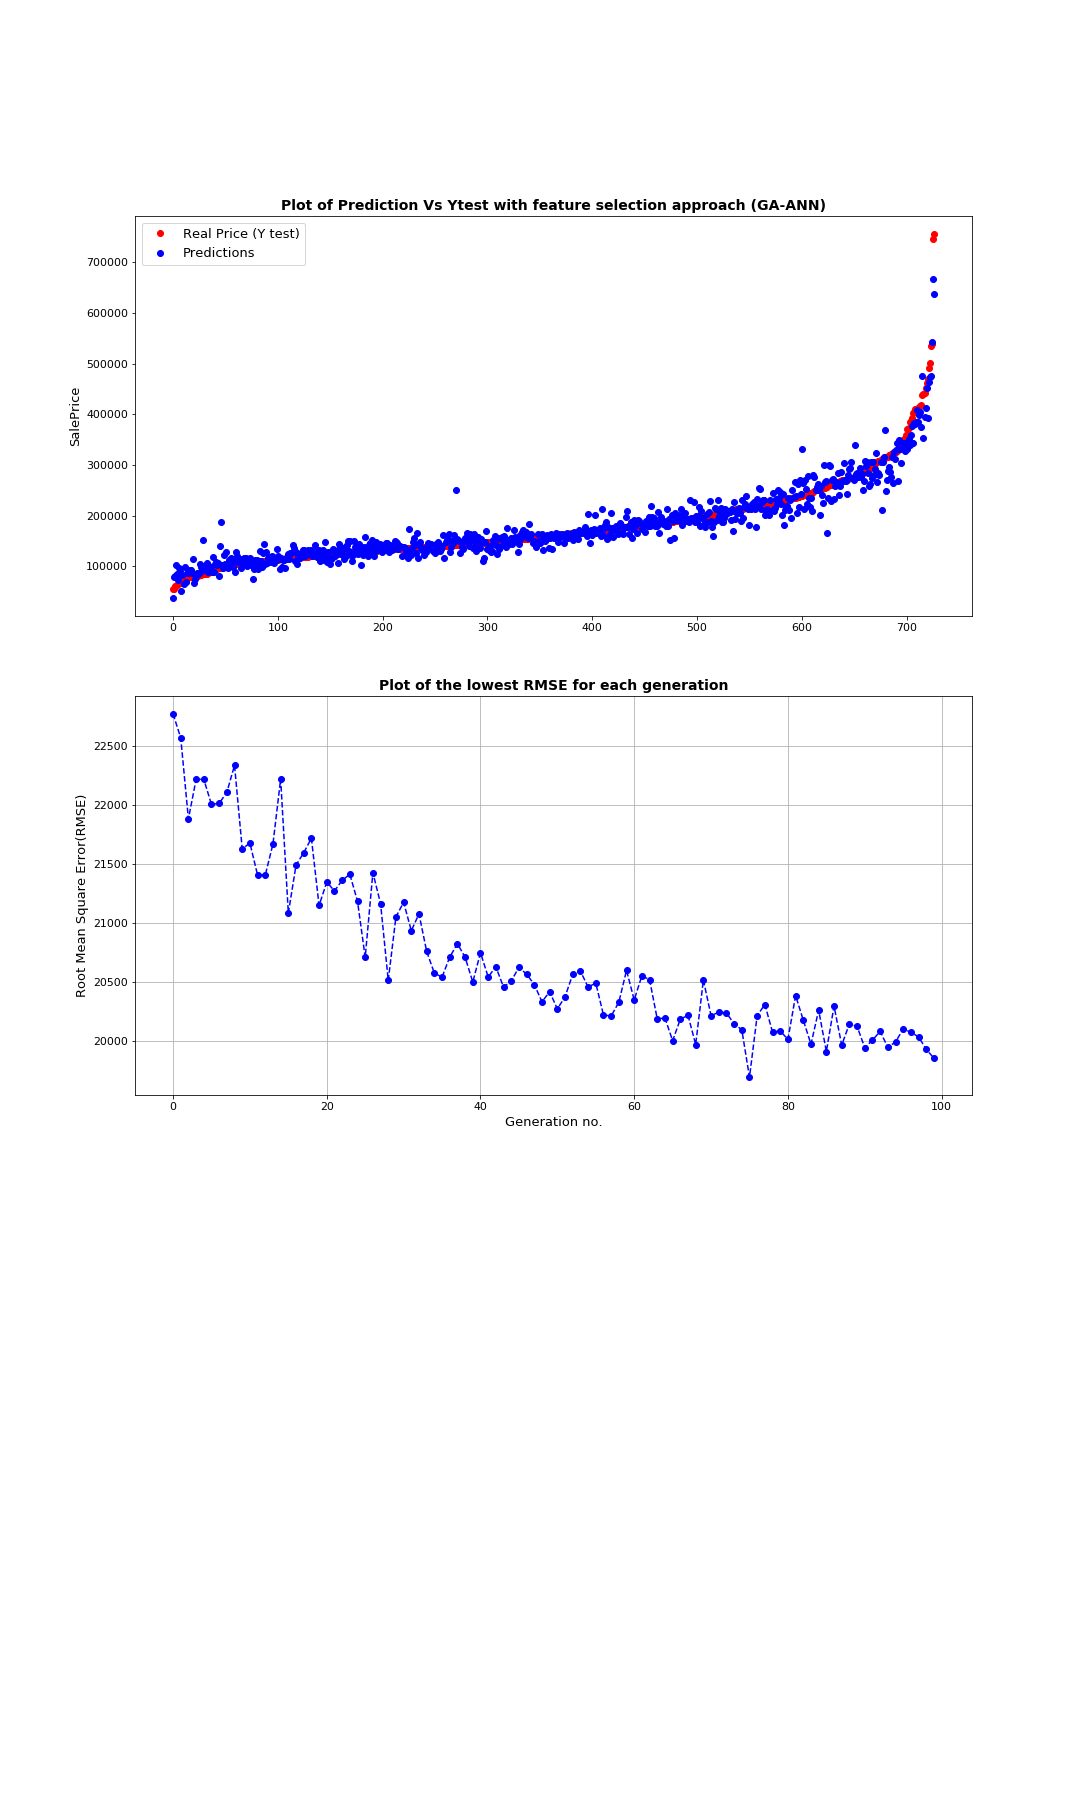 Plot of Prediction Vs Ytest with feature selection approach (GA-ANN)
Real Price (Y test)
Predictions
700000
600000
500000
400000
300000
200000
100000
SalePrice
0 100 200 300 400 500 600 700
Plot of the lowest RMSE for each generation
22500
22000
21500
21000
20500
20000
Root Mean Square Error(RMSE)
0 20 40 60 80 100
Generation no.